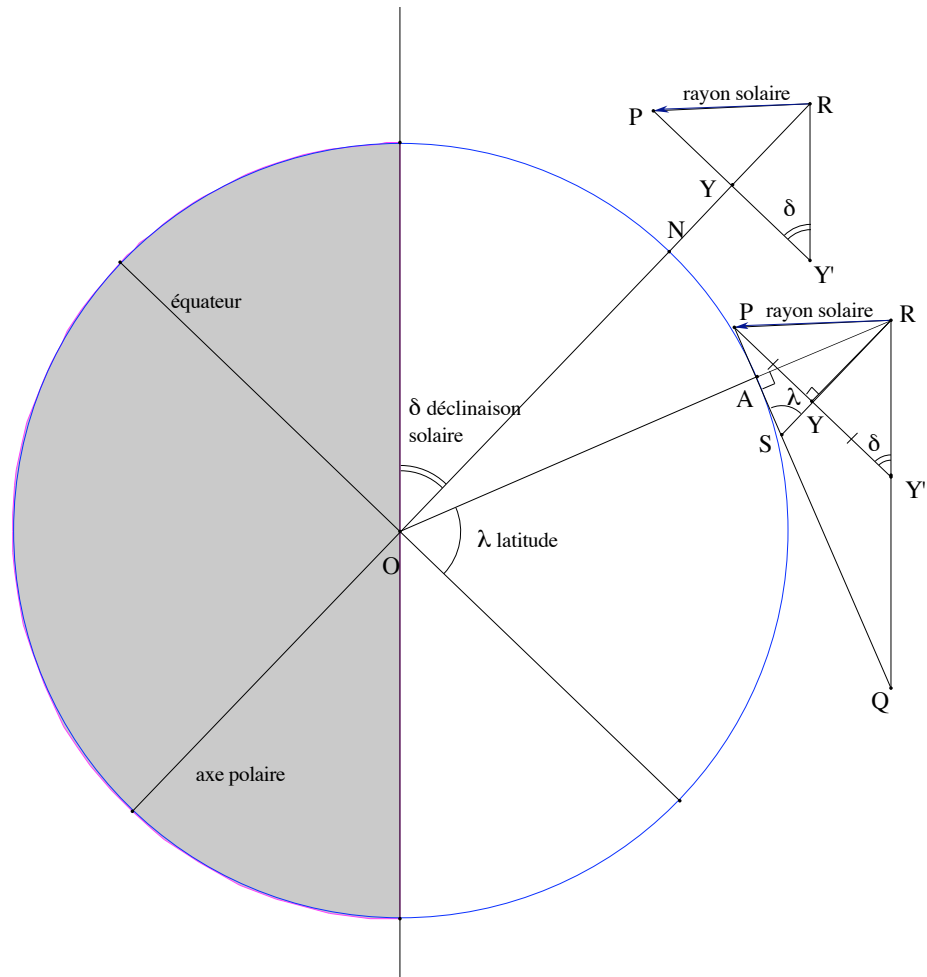 rayon solaire
R
P
Y
δ
N
Y'
équateur
P
rayon solaire
R
A
λ
δ déclinaison
solaire
S
Y
δ
Y'
λ latitude
O
Q
axe polaire